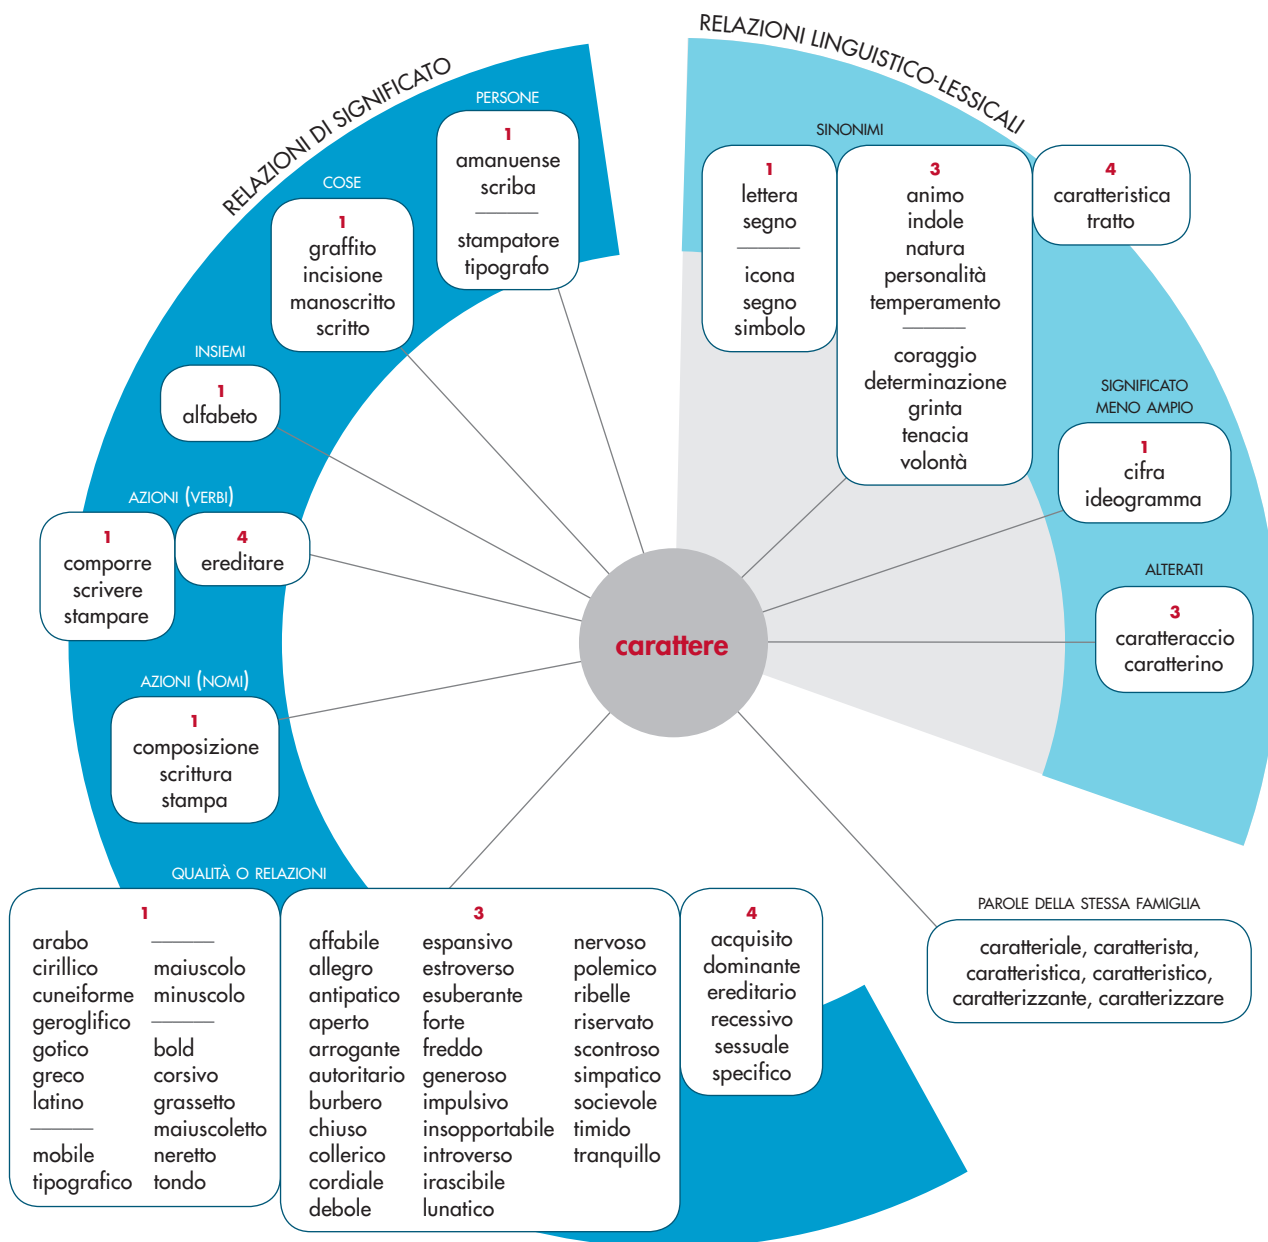 RELAZIONI DI SIGNIFICATO
PERSONE
1
amanuense
scriba
stampatore
tipografo
COSE
1
graffito
incisione
manoscritto
scritto
INSIEMI
1
alfabeto
AZIONI (VERBI)
1
comporre
scrivere
stampare
4
ereditare
AZIONI (NOMI)
1
composizione
scrittura
stampa
QUALITÀ O RELAZIONI
1
arabo
cirillico
cuneiforme
geroglifico
gotico
greco
latino
mobile
tipografico
maiuscolo
minuscolo
bold
corsivo
grassetto
maiuscoletto
neretto
tondo
3
affabile
allegro
antipatico
aperto
arrogante
autoritario
burbero
chiuso
collerico
cordiale
debole
espansivo
estroverso
esuberante
forte
freddo
generoso
impulsivo
insopportabile
introverso
irascibile
lunatico
nervoso
polemico
ribelle
riservato
scontroso
simpatico
socievole
timido
tranquillo
4
acquisito
dominante
ereditario
recessivo
sessuale
specifico
carattere
RELAZIONI LINGUISTICO-LESSICALI
SINONIMI
1
lettera
segno
icona
segno
simbolo
3
animo
indole
natura
personalità
temperamento
coraggio
determinazione
grinta
tenacia
volontà
4
caratteristica
tratto
SIGNIFICATO
MENO AMPIO
1
cifra
ideogramma
ALTERATI
3
caratteraccio
caratterino
PAROLE DELLA STESSA FAMIGLIA
caratteriale, caratterista,
caratteristica, caratteristico,
caratterizzante, caratterizzare